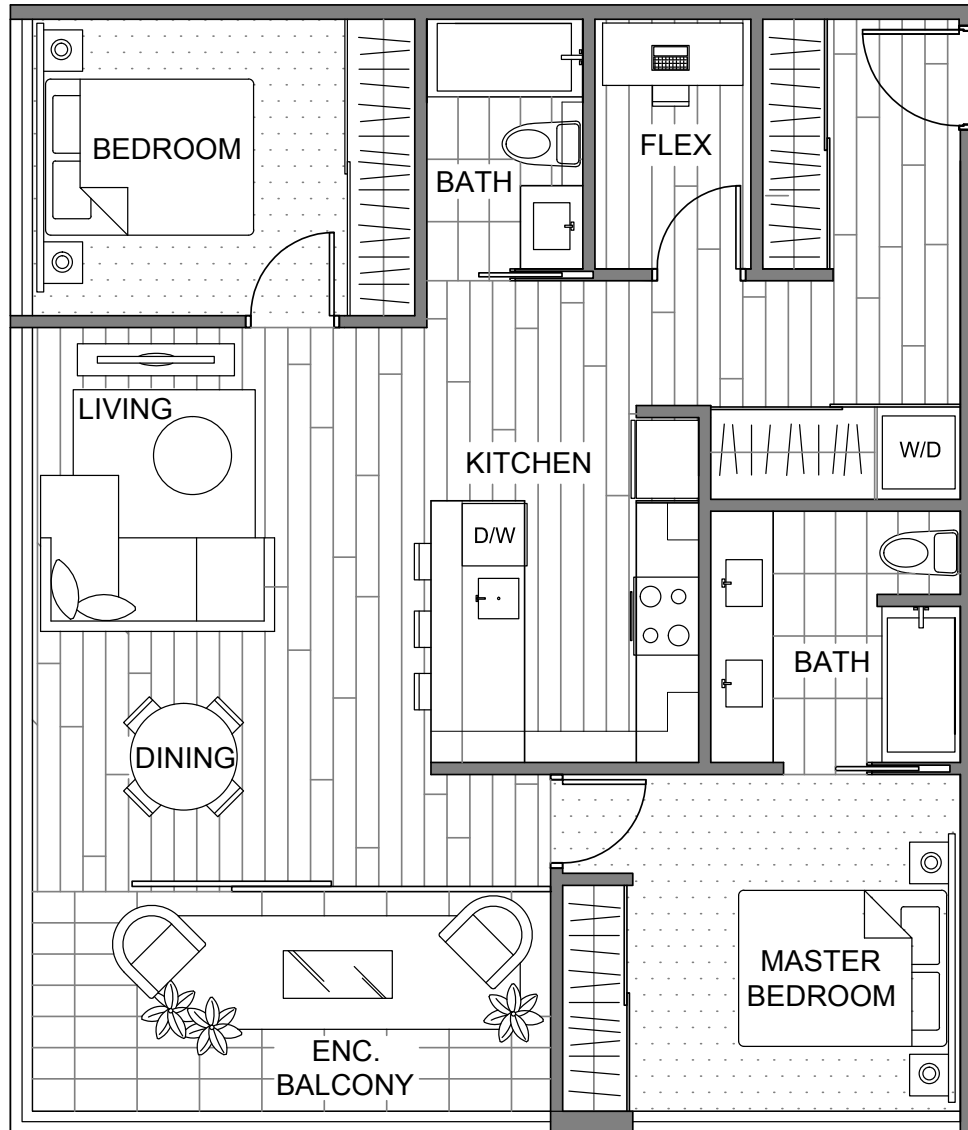 BEDROOM
BATH
FLEX
LIVING
KITCHEN
W/D
D/W
BATH
DINING
MASTER
BEDROOM
ENC.
BALCONY